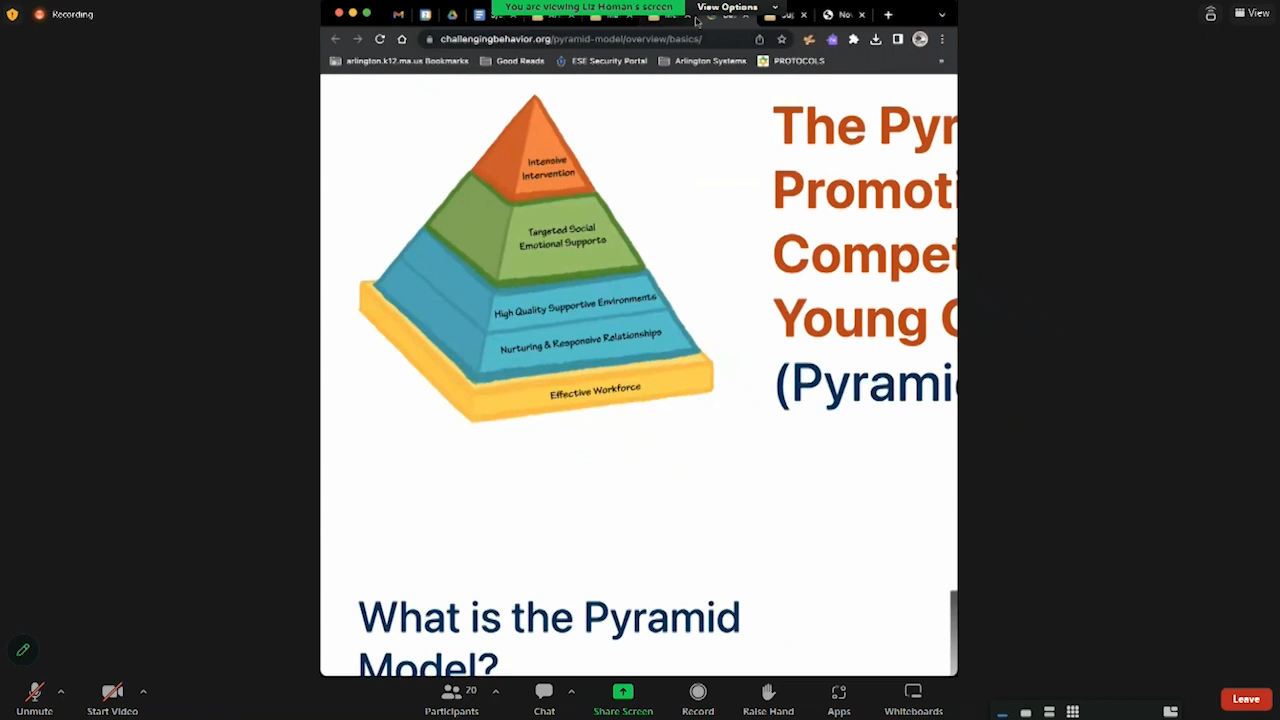 Recording
You are viewing Liz Homan's screen
View Options
View
challengingbehavior.org/pyramid-model/overview/basics/
arlington.k12.ma.us Bookmarks
Good Reads
ESE Security Portal
Arlington Systems
PROTOCOLS
»
Intensive
Intervention
Targeted Social
Emotional Supports
High Quality Supportive Environments
Nurturing & Responsive Relationships
Effective Workforce
The Pyr
Promoti
Compet
Young C
(Pyrami
What is the Pyramid
Model?
Unmute
Start Video
Participants
70
Chat
Share Screen
Record
Raise Hand
Apps
Whiteboards
Leave